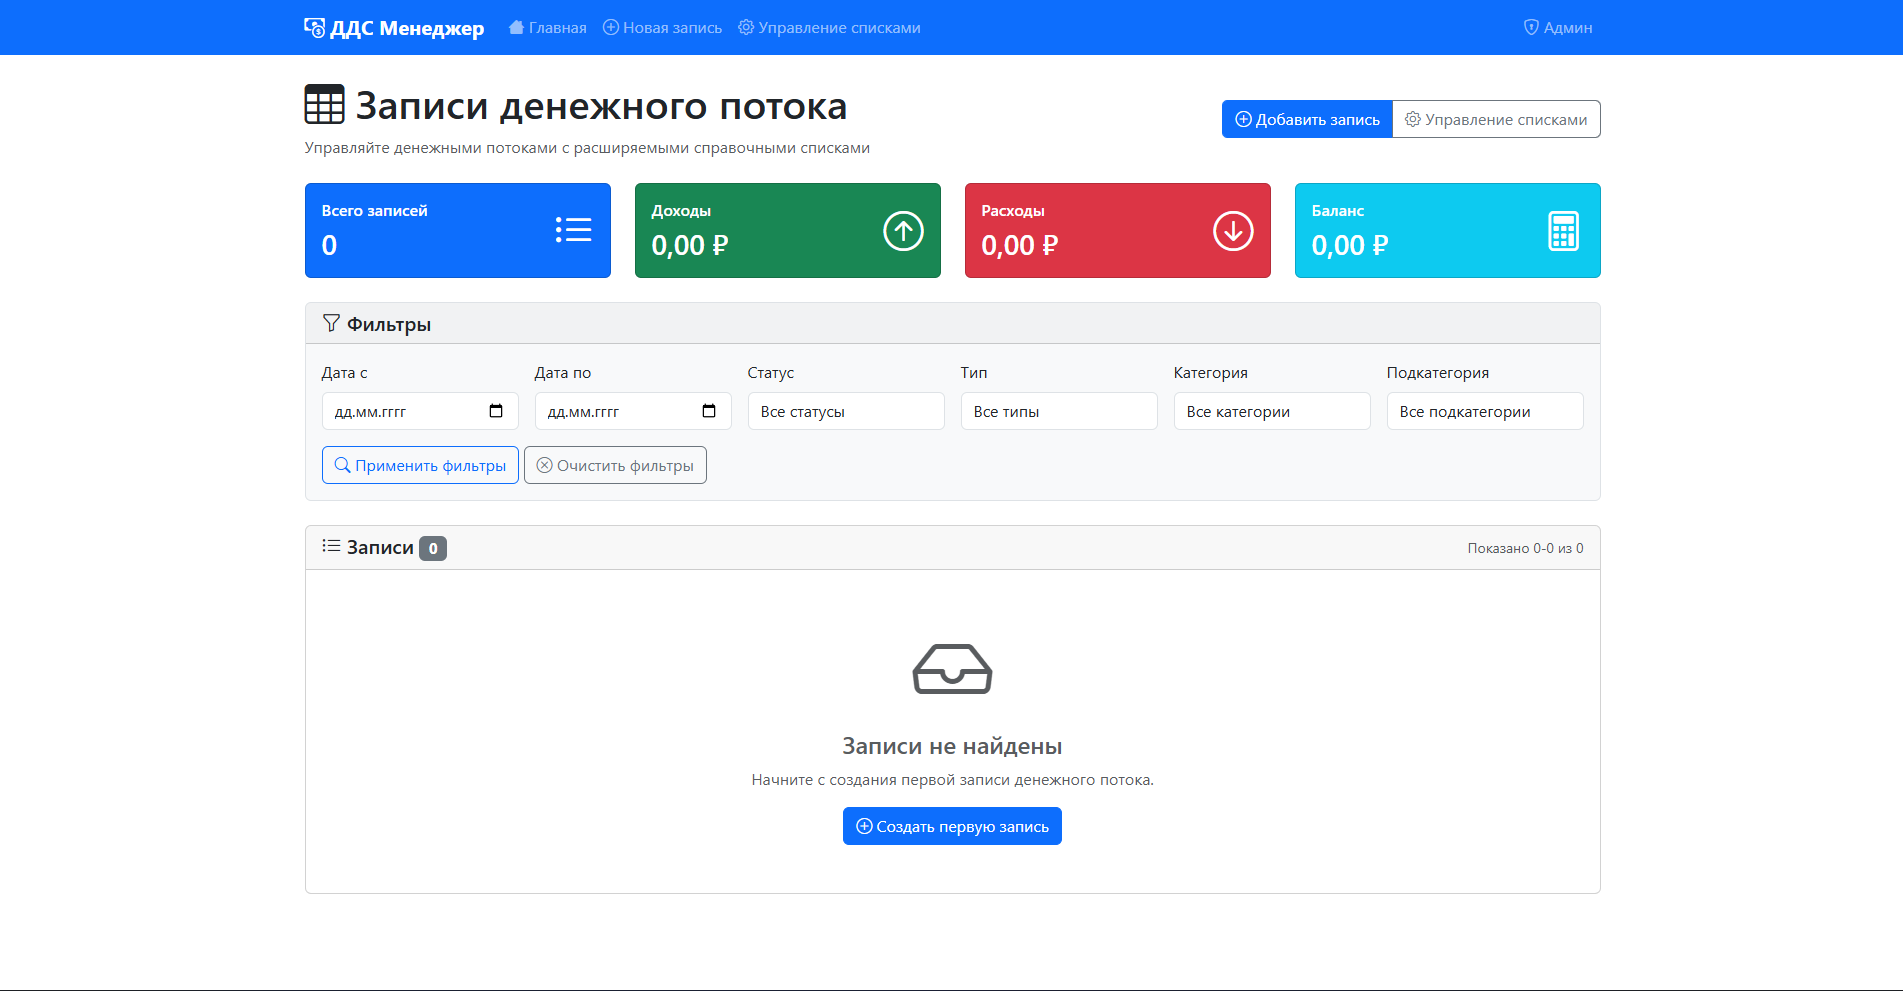 ДДС Менеджер Главная Новая запись Управление списками Админ
Записи денежного потока
Управляйте денежными потоками с расширяемыми справочными списками
Добавить запись Управление списками
Всего записей
0
Доходы
0,00 ₽
Расходы
0,00 ₽
Баланс
0,00 ₽
Фильтры
Дата с Дата по Статус Тип Категория Подкатегория
дд.мм.гггг дд.мм.гггг Все статусы Все типы Все категории Все подкатегории
Применить фильтры Очистить фильтры
Записи 0 Показано 0-0 из 0
Записи не найдены
Начните с создания первой записи денежного потока.
Создать первую запись